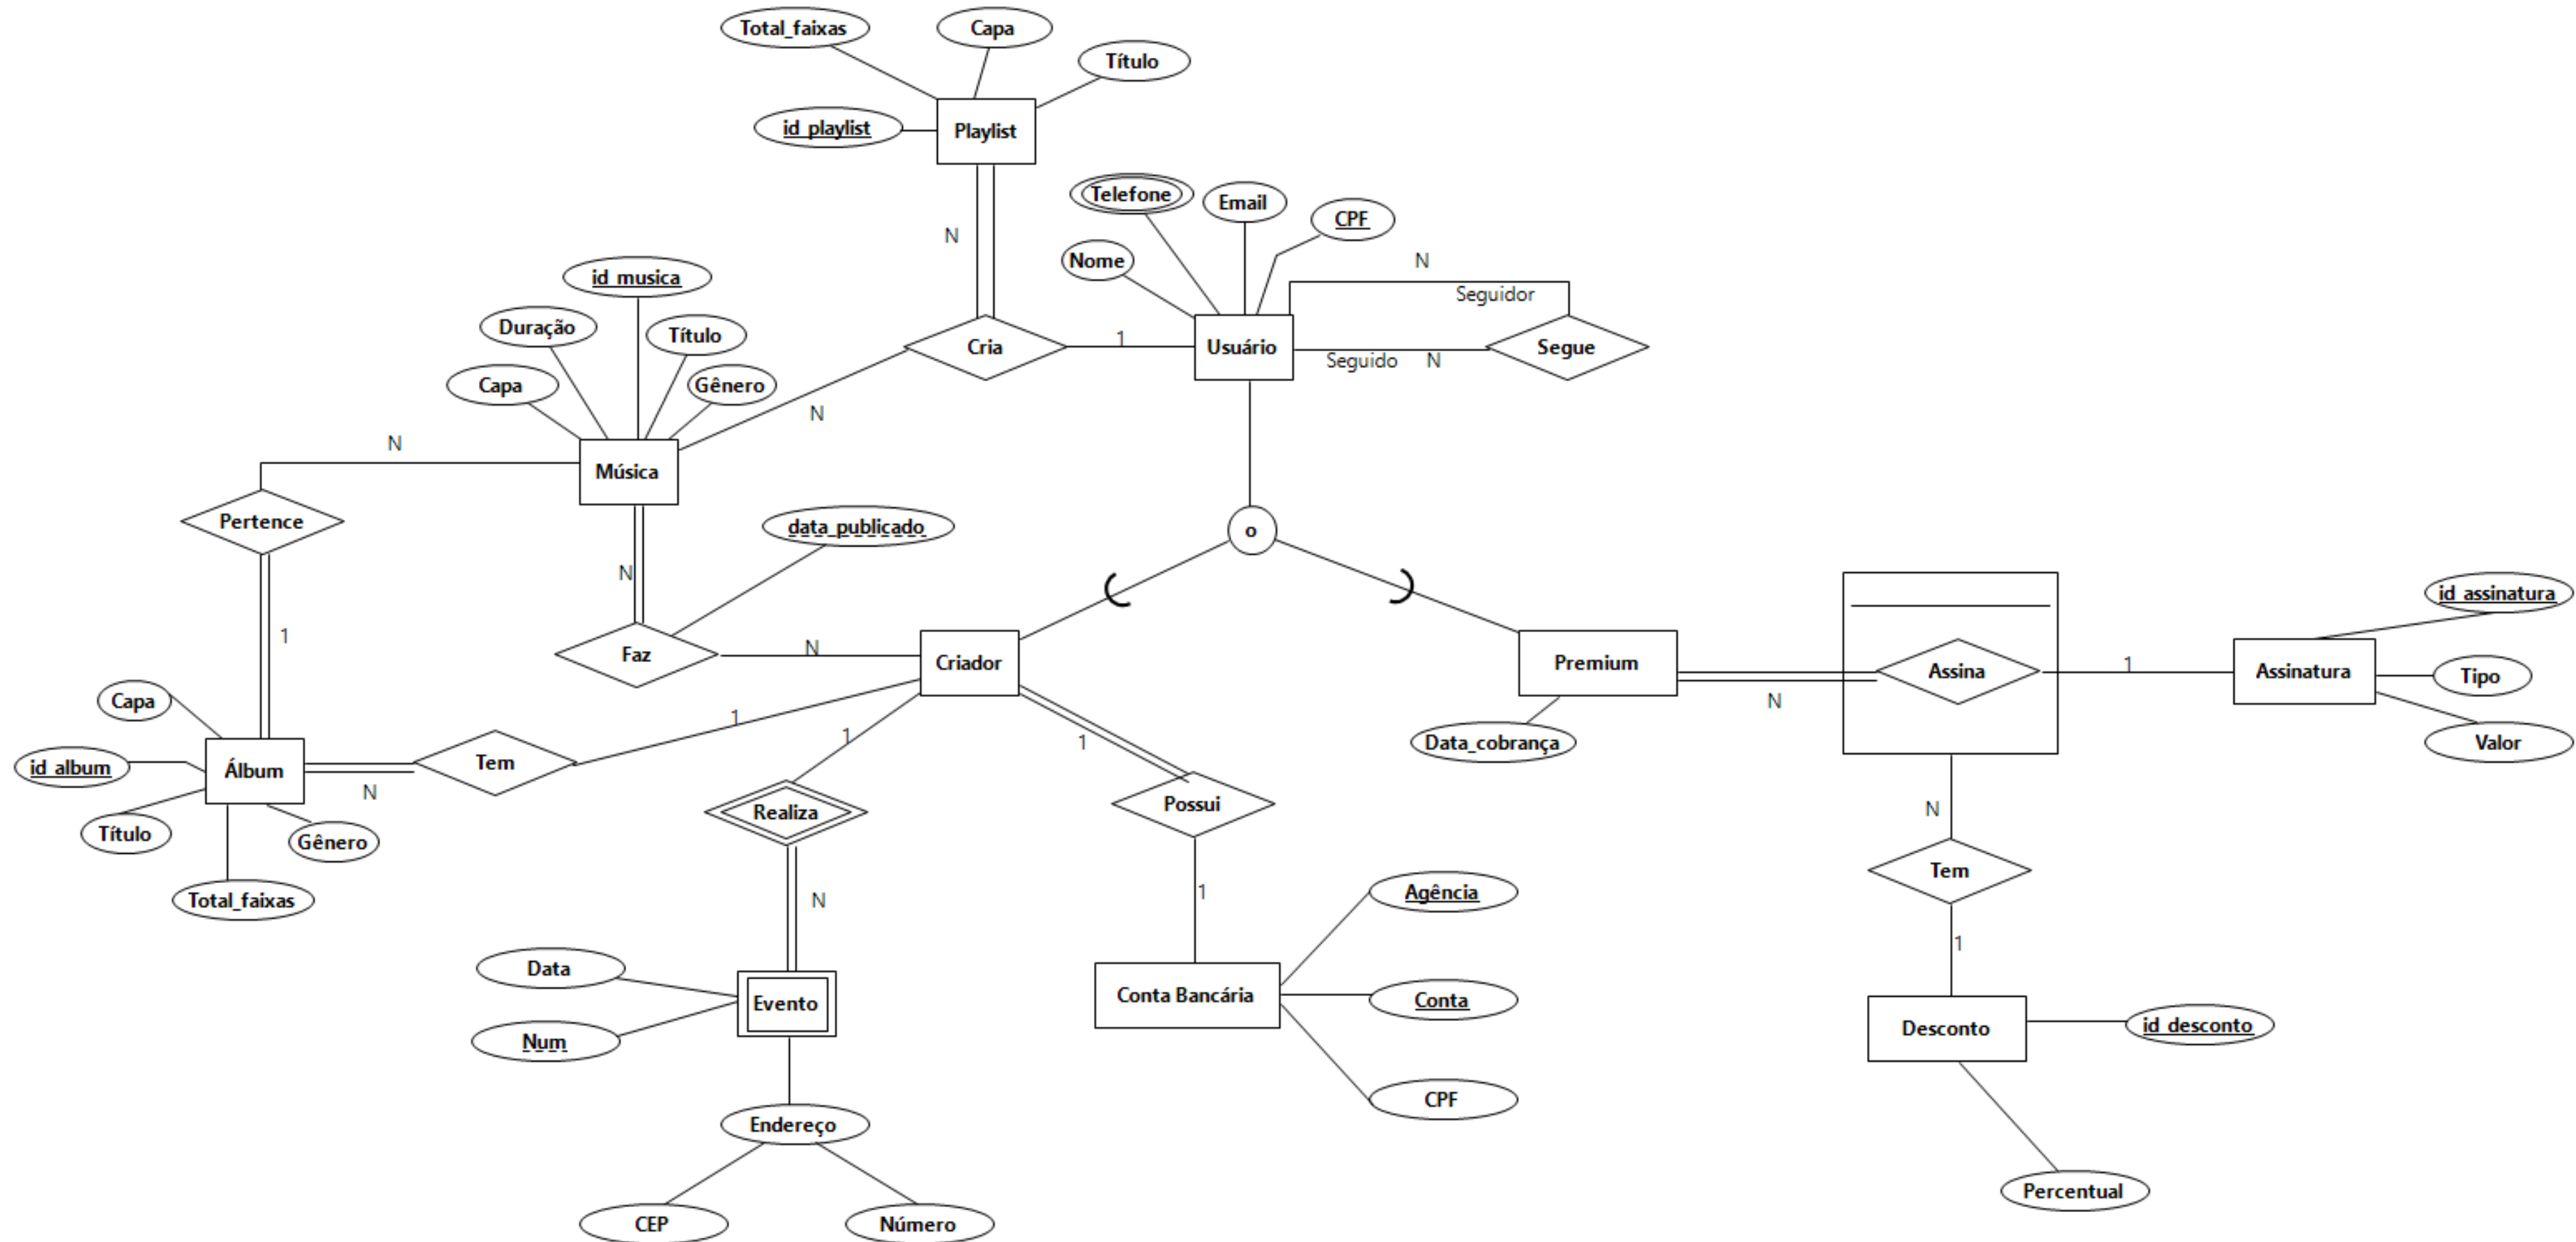 Total_faixas
Capa
Título
id_playlist
Playlist
Telefone
Email
CPF
Nome
N
N
Seguidor
id_musica
Duração
Título
Cria
1
Usuário
Seguido
N
Segue
Capa
Gênero
N
N
Música
Pertence
data_publicado
o
N
id_assinatura
1
Faz
N
Criador
Premium
Assina
1
Assinatura
Tipo
N
Capa
1
1
1
Data_cobrança
Valor
id_album
Álbum
Tem
N
Realiza
Possui
N
Título
Gênero
Tem
Total_faixas
N
1
Agência
1
Data
Evento
Conta Bancária
Conta
Num
Desconto
id_desconto
Endereço
CPF
Percentual
CEP
Número